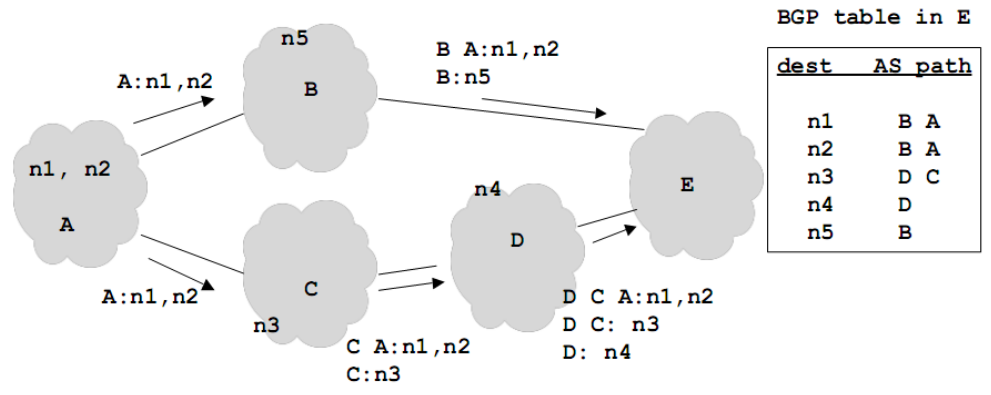 BGP table in E
dest AS path
n1 B A
n2 B A
n3 D C
n4 D
n5 B
n5
B
A:n1,n2
B A:n1,n2
B:n5
n1, n2
A
E
n4
D
A:n1,n2
C
n3
C A:n1,n2
C:n3
D C A:n1,n2
D C: n3
D: n4